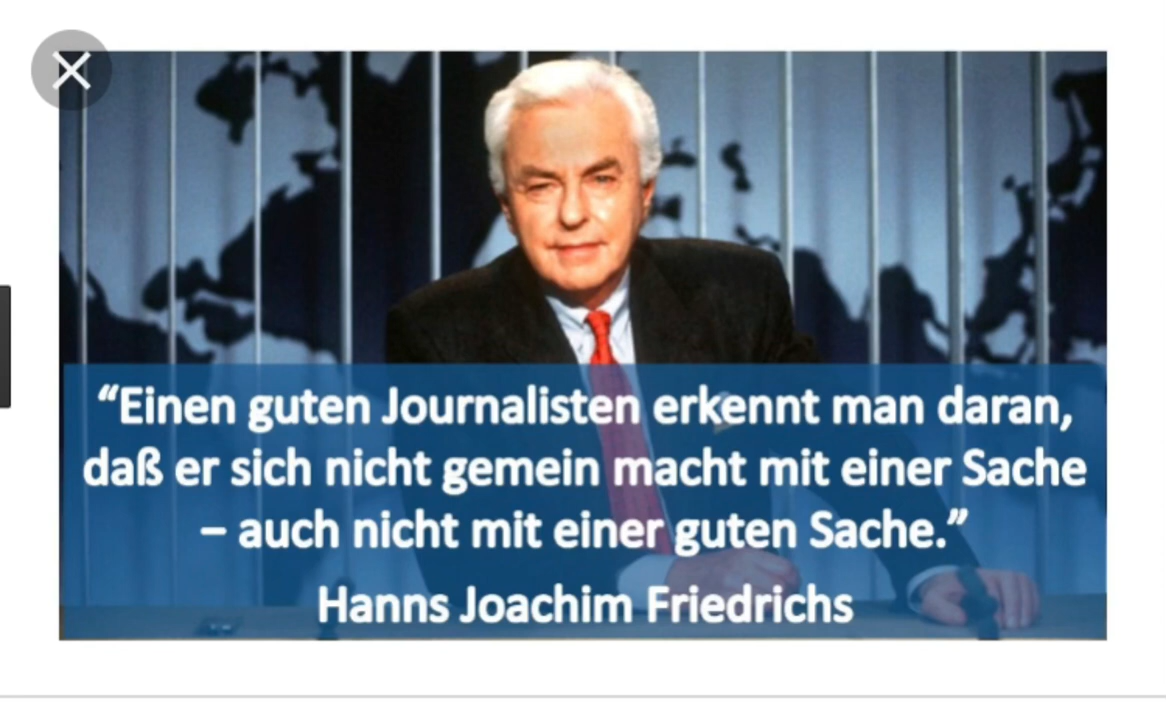 “Einen guten Journalisten erkennt man daran,
daß er sich nicht gemein macht mit einer Sache
– auch nicht mit einer guten Sache.”
Hanns Joachim Friedrichs